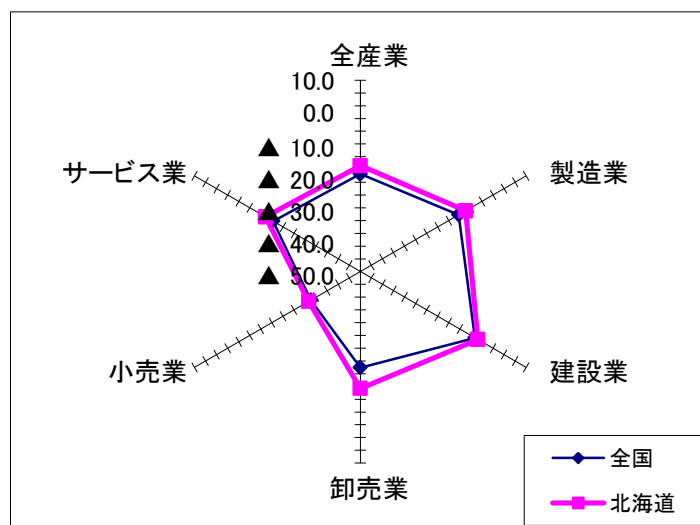 全産業
10.0
0.0
▲ 10.0
サービス業
▲ 20.0
製造業
▲ 30.0
▲ 40.0
▲ 50.0
小売業
建設業
卸売業
全国
北海道